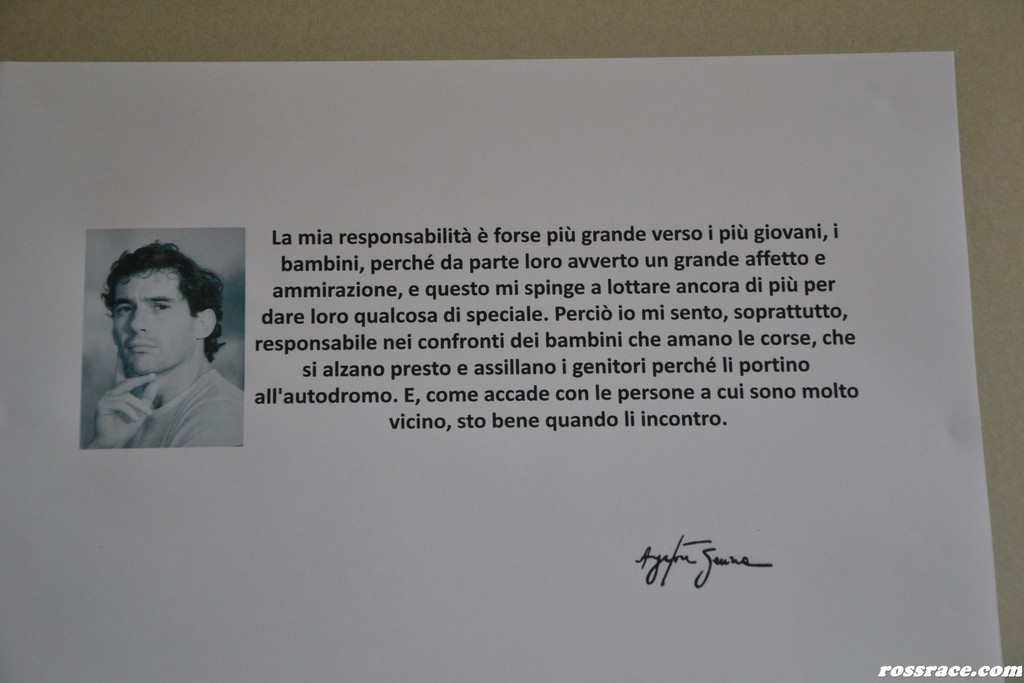 La mia responsabilità è forse più grande verso i più giovani, i
bambini, perché da parte loro avverto un grande affetto e
ammirazione, e questo mi spinge a lottare ancora di più per
dare loro qualcosa di speciale. Perciò io mi sento, soprattutto,
responsabile nei confronti dei bambini che amano le corse, che
si alzano presto e assillano i genitori perché li portino
all'autodromo. E, come accade con le persone a cui sono molto
vicino, sto bene quando li incontro.
Ayrton Senna
rossrace.com